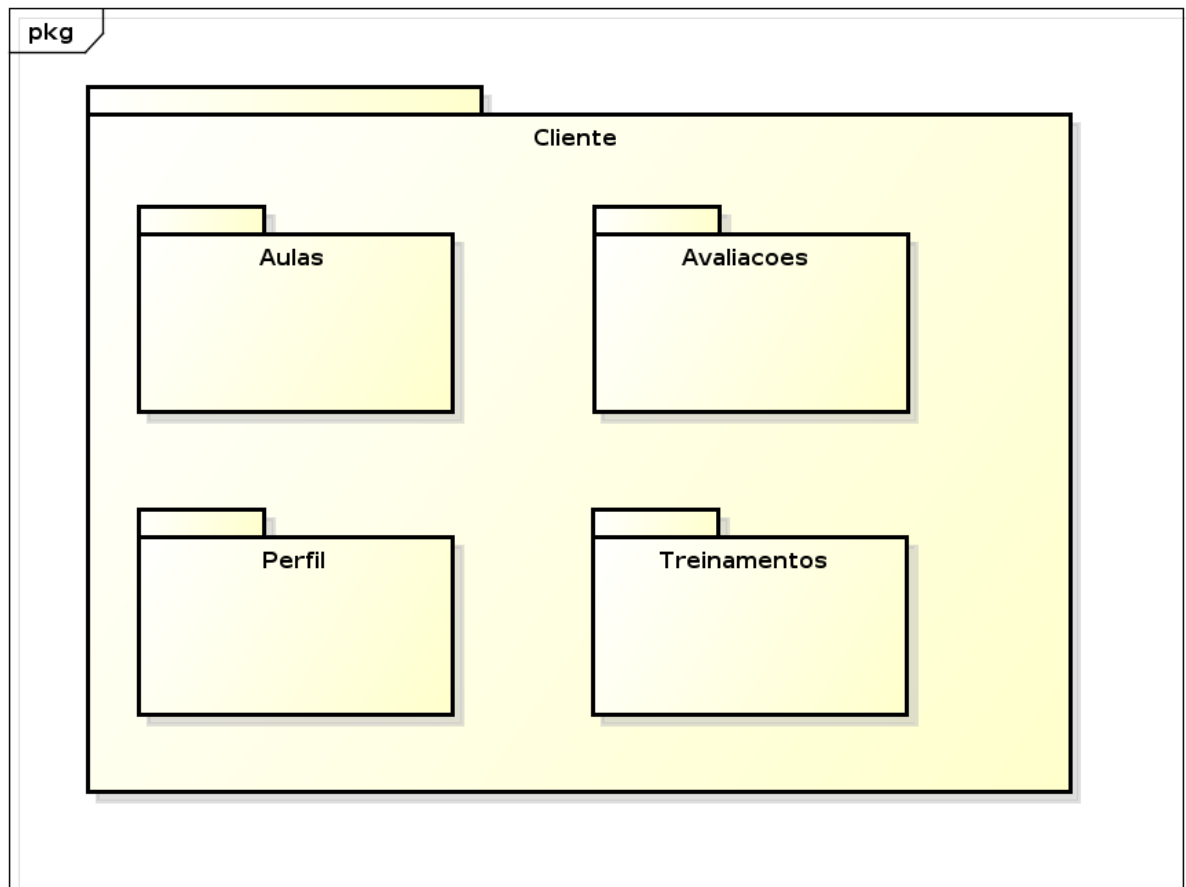 pkg
Cliente
Aulas
Avaliacoes
Perfil
Treinamentos